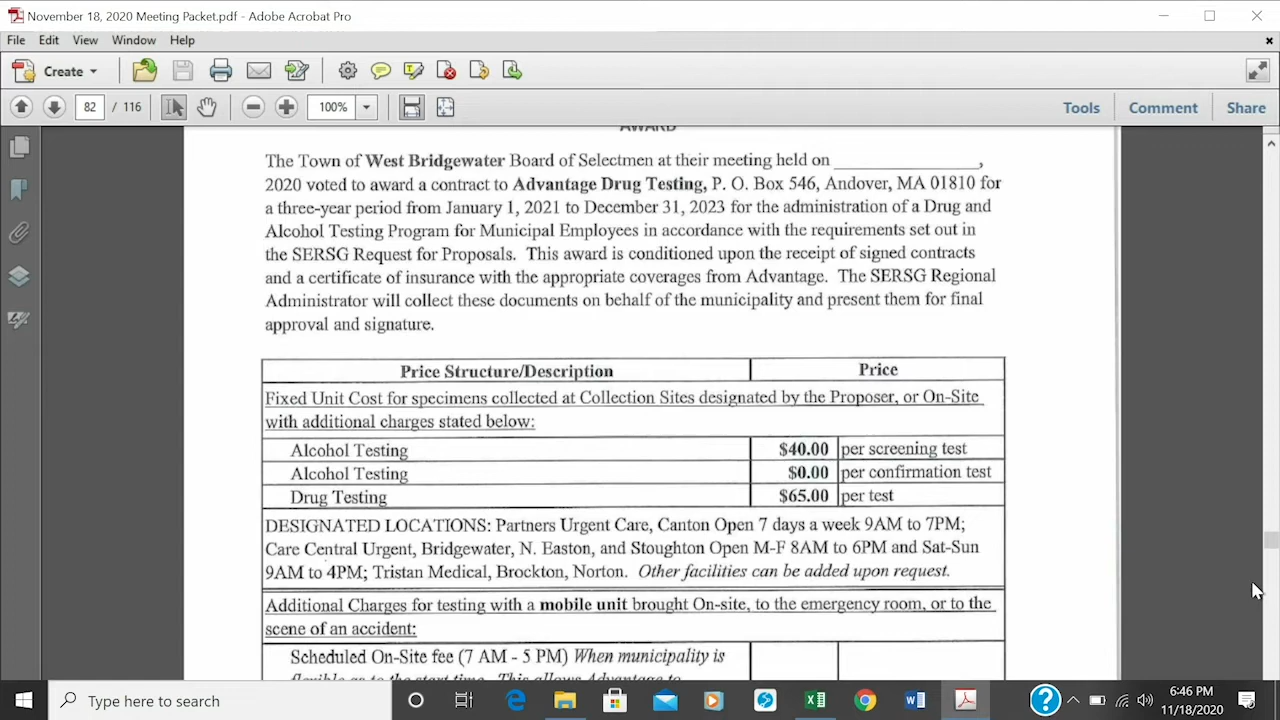 November 18, 2020 Meeting Packet.pdf - Adobe Acrobat Pro
File Edit View Window Help
Create
82 / 116 100% Tools Comment Share
AWARD
The Town of West Bridgewater Board of Selectmen at their meeting held on _______________,
2020 voted to award a contract to Advantage Drug Testing, P. O. Box 546, Andover, MA 01810 for
a three-year period from January 1, 2021 to December 31, 2023 for the administration of a Drug and
Alcohol Testing Program for Municipal Employees in accordance with the requirements set out in
the SERSG Request for Proposals. This award is conditioned upon the receipt of signed contracts
and a certificate of insurance with the appropriate coverages from Advantage. The SERSG Regional
Administrator will collect these documents on behalf of the municipality and present them for final
approval and signature.
Price Structure/Description Price
Fixed Unit Cost for specimens collected at Collection Sites designated by the Proposer, or On-Site
with additional charges stated below:
Alcohol Testing $40.00 per screening test
Alcohol Testing $0.00 per confirmation test
Drug Testing $65.00 per test
DESIGNATED LOCATIONS: Partners Urgent Care, Canton Open 7 days a week 9AM to 7PM;
Care Central Urgent, Bridgewater, N. Easton, and Stoughton Open M-F 8AM to 6PM and Sat-Sun
9AM to 4PM; Tristan Medical, Brockton, Norton. Other facilities can be added upon request.
Additional Charges for testing with a mobile unit brought On-site, to the emergency room, or to the
scene of an accident:
Scheduled On-Site fee (7 AM - 5 PM) When municipality is
flexible as to the start time. This allows Advantage to
Type here to search
6:46 PM
11/18/2020